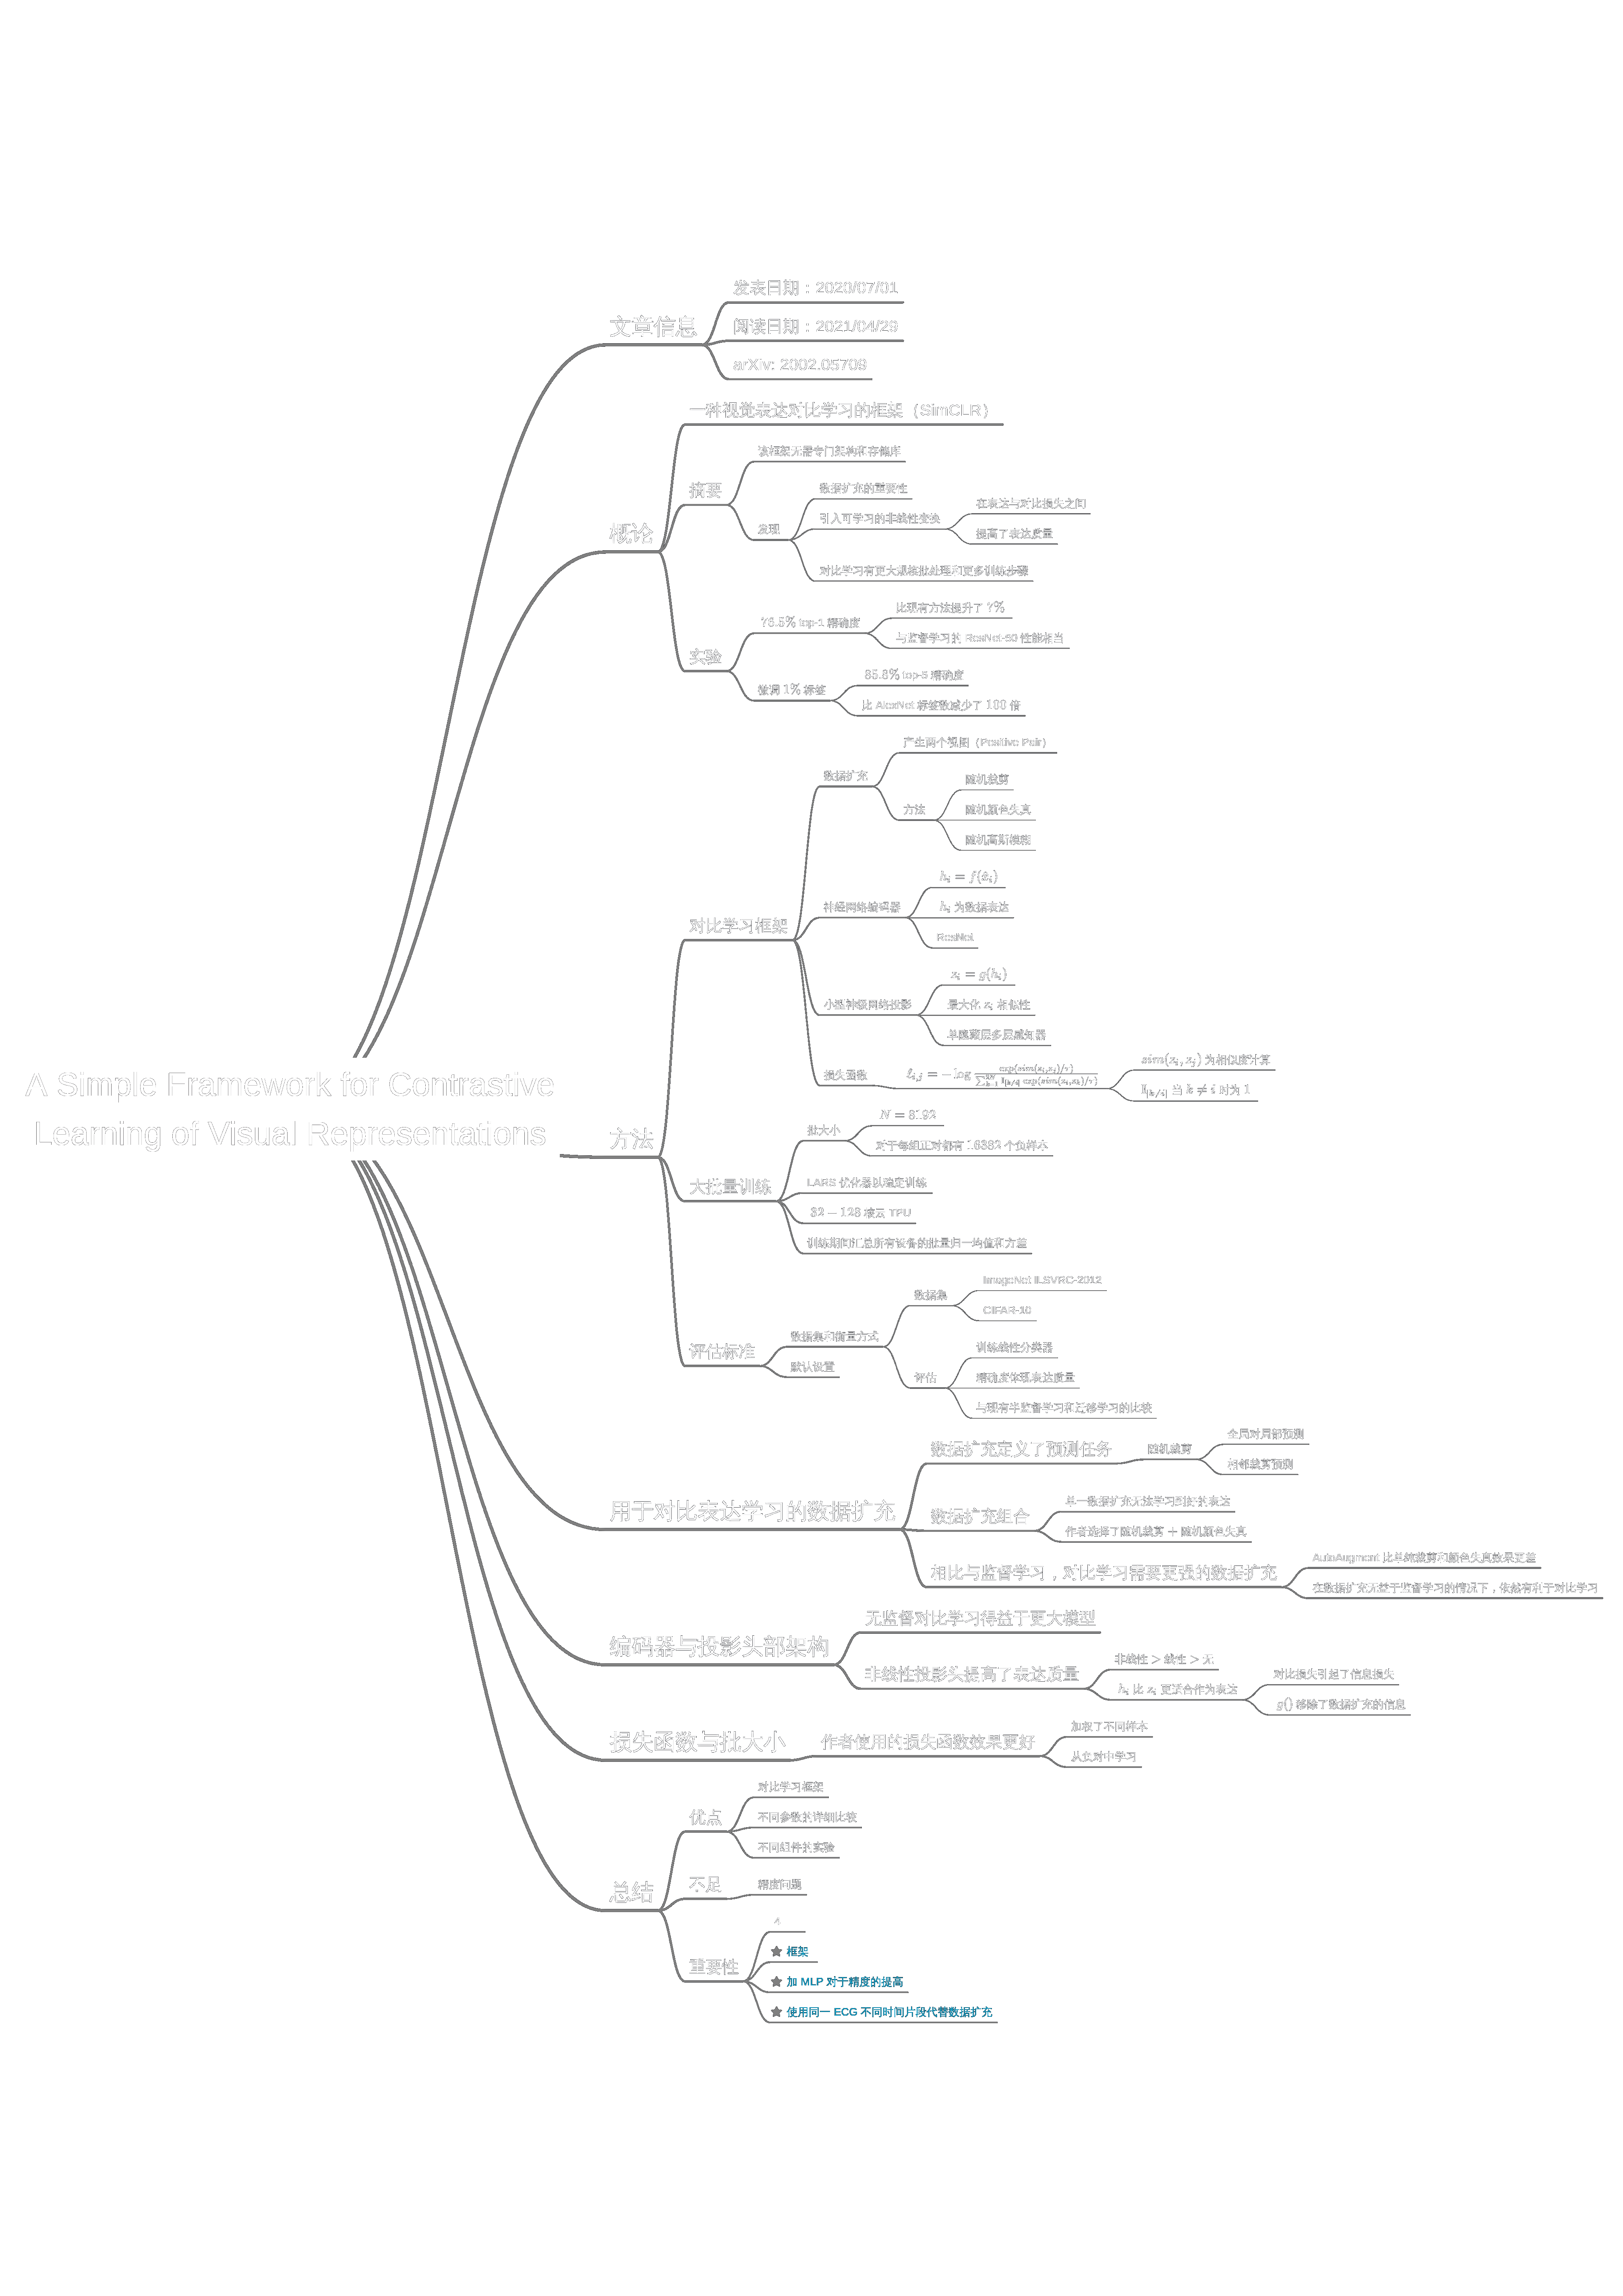 A Simple Framework for Contrastive
Learning of Visual Representations
文章信息
发表日期：2020/07/01
阅读日期：2021/04/29
arXiv: 2002.05709
概论
一种视觉表达对比学习的框架（SimCLR）
摘要
该框架无需专门架构和存储库
发现
数据扩充的重要性
引入可学习的非线性变换
在表达与对比损失之间
提高了表达质量
对比学习有更大规模批处理和更多训练步骤
实验
76.5% top-1 精确度
比现有方法提升了 7%
与监督学习的 ResNet-50 性能相当
微调 1% 标签
85.8% top-5 精确度
比 AlexNet 标签数减少了 100 倍
方法
对比学习框架
数据扩充
产生两个视图（Positive Pair）
方法
随机裁剪
随机颜色失真
随机高斯模糊
神经网络编码器
h_i = f(x̃_i)
h_i 为数据表达
ResNet
小型神经网络投影
z_i = g(h_i)
最大化 z_i 相似性
单隐藏层多层感知器
损失函数
ℓ_{i,j} = −log exp(sim(z_i,z_j)/τ) / ∑_{k=1}^{2N} 𝟙_{[k≠i]} exp(sim(z_i,z_k)/τ)
sim(z_i, z_j) 为相似度计算
𝟙_{[k≠i]} 当 k ≠ i 时为 1
大批量训练
批大小
N = 8192
对于每组正对都有 16382 个负样本
LARS 优化器以稳定训练
32 − 128 核云 TPU
训练期间汇总所有设备的批量归一均值和方差
评估标准
数据集和衡量方式
数据集
ImageNet ILSVRC-2012
CIFAR-10
评估
训练线性分类器
精确度体现表达质量
与现有半监督学习和迁移学习的比较
默认设置
用于对比表达学习的数据扩充
数据扩充定义了预测任务
随机裁剪
全局对局部预测
相邻裁剪预测
数据扩充组合
单一数据扩充无法学习到好的表达
作者选择了随机裁剪 + 随机颜色失真
相比与监督学习，对比学习需要更强的数据扩充
AutoAugment 比单纯裁剪和颜色失真效果更差
在数据扩充无益于监督学习的情况下，依然有利于对比学习
编码器与投影头部架构
无监督对比学习得益于更大模型
非线性投影头提高了表达质量
非线性 > 线性 > 无
h_i 比 z_i 更适合作为表达
对比损失引起了信息损失
g() 移除了数据扩充的信息
损失函数与批大小
作者使用的损失函数效果更好
加权了不同样本
从负对中学习
总结
优点
对比学习框架
不同参数的详细比较
不同组件的实验
不足
精度问题
重要性
4
★ 框架
★ 加 MLP 对于精度的提高
★ 使用同一 ECG 不同时间片段代替数据扩充